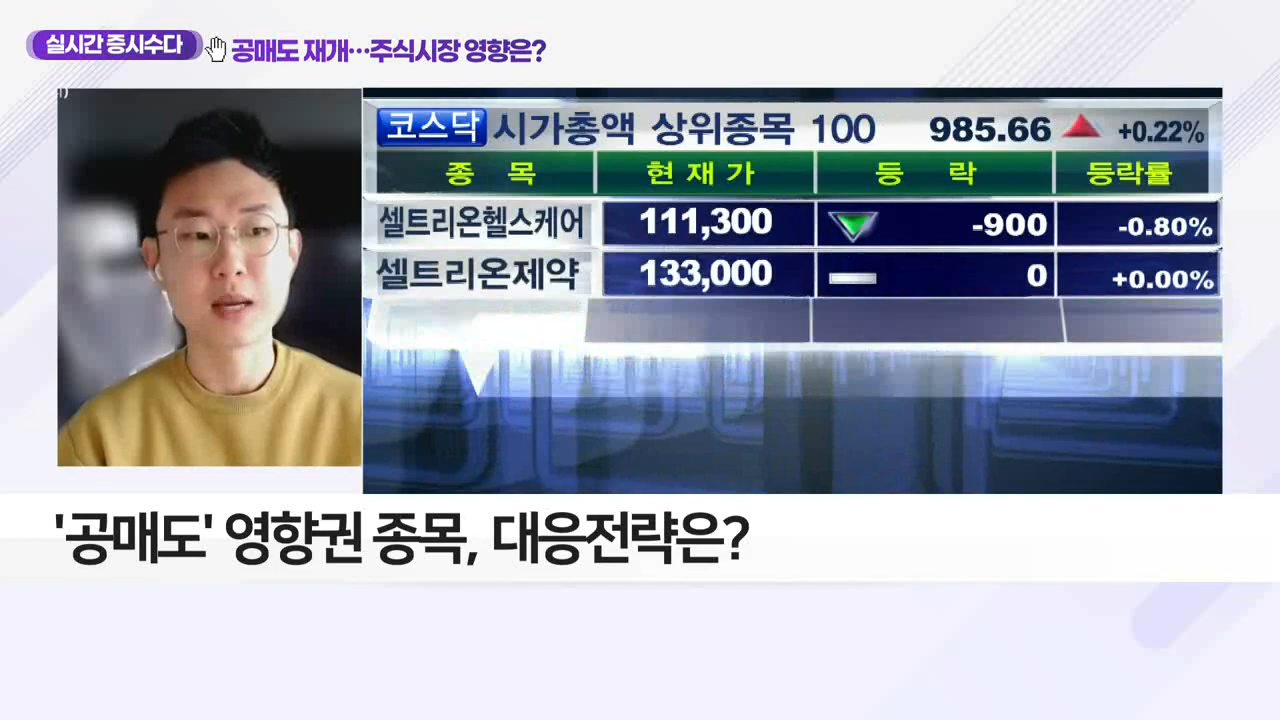 실시간 증시수다 공매도 재개…주식시장 영향은?
코스닥 시가총액 상위종목 100 985.66 +0.22%
종 목 현 재 가 등 락 등락률
셀트리온헬스케어 111,300 -900 -0.80%
셀트리온제약 133,000 0 +0.00%
'공매도' 영향권 종목, 대응전략은?